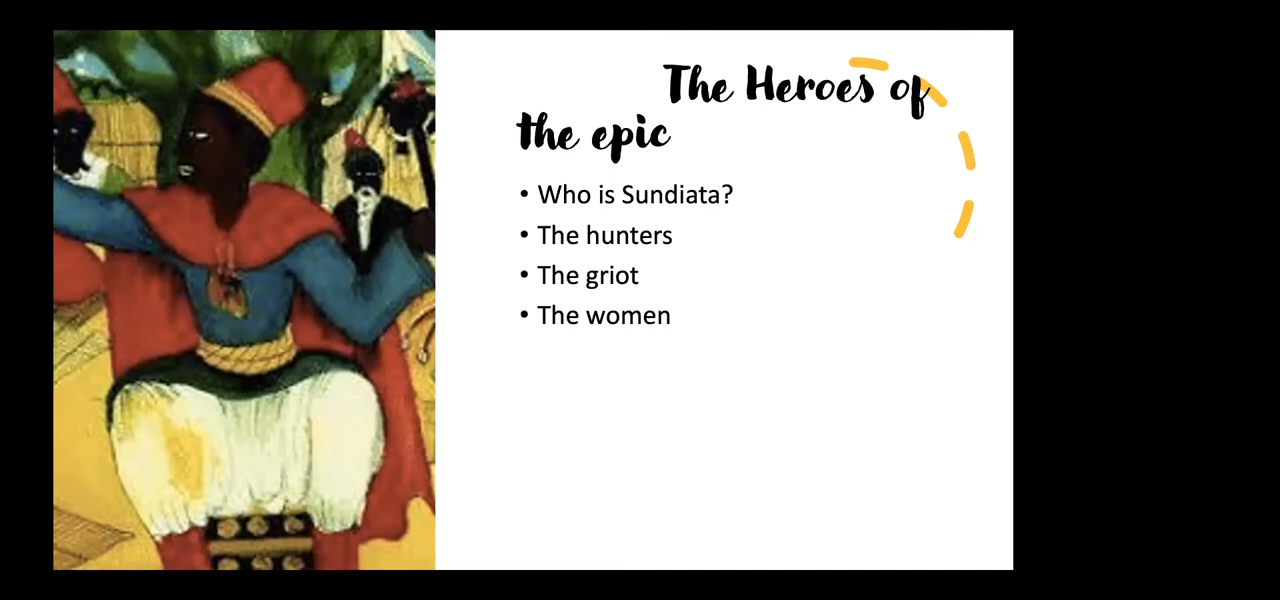 The Heroes of
the epic
• Who is Sundiata?
• The hunters
• The griot
• The women